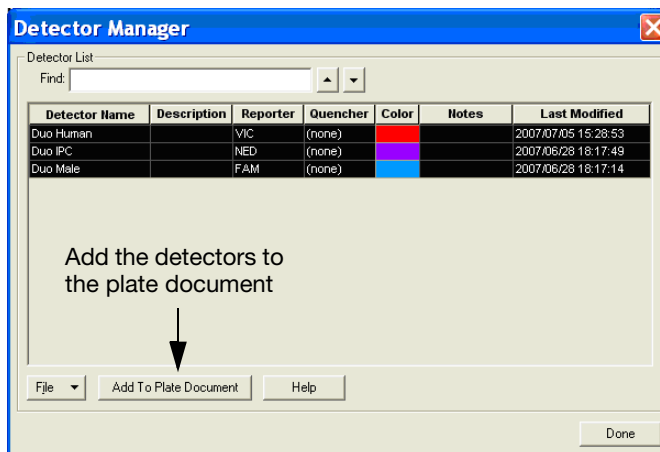 Detector Manager
Detector List
Find:
Detector Name Description Reporter Quencher Color Notes Last Modified
Duo Human VIC (none) 2007/07/05 15:28:53
Duo IPC NED (none) 2007/06/28 18:17:49
Duo Male FAM (none) 2007/06/28 18:17:14
Add the detectors to
the plate document
File Add To Plate Document Help
Done